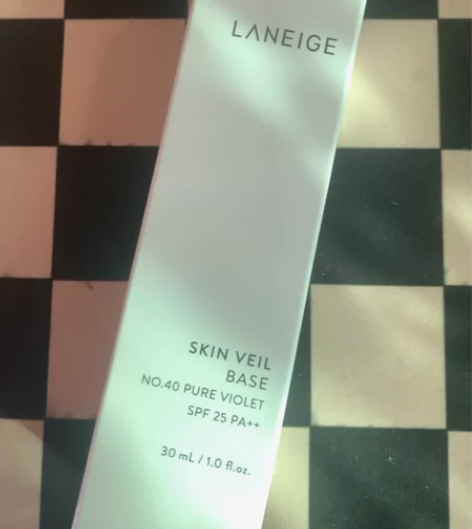 LANEIGE
SKIN VEIL
BASE
NO.40 PURE VIOLET
SPF 25 PA++
30 mL / 1.0 fl.oz.